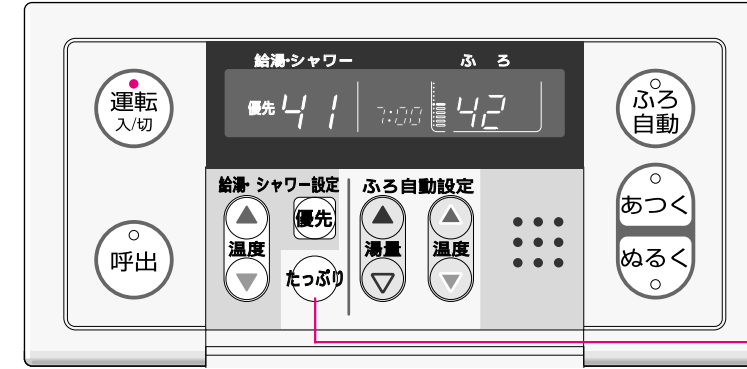 給湯・シャワー
ふろ
優先 41
7:00
42
運転
入/切
呼出
給湯・シャワー設定
優先
温度
たっぷり
ふろ自動設定
湯量
温度
ふろ
自動
あつく
ぬるく